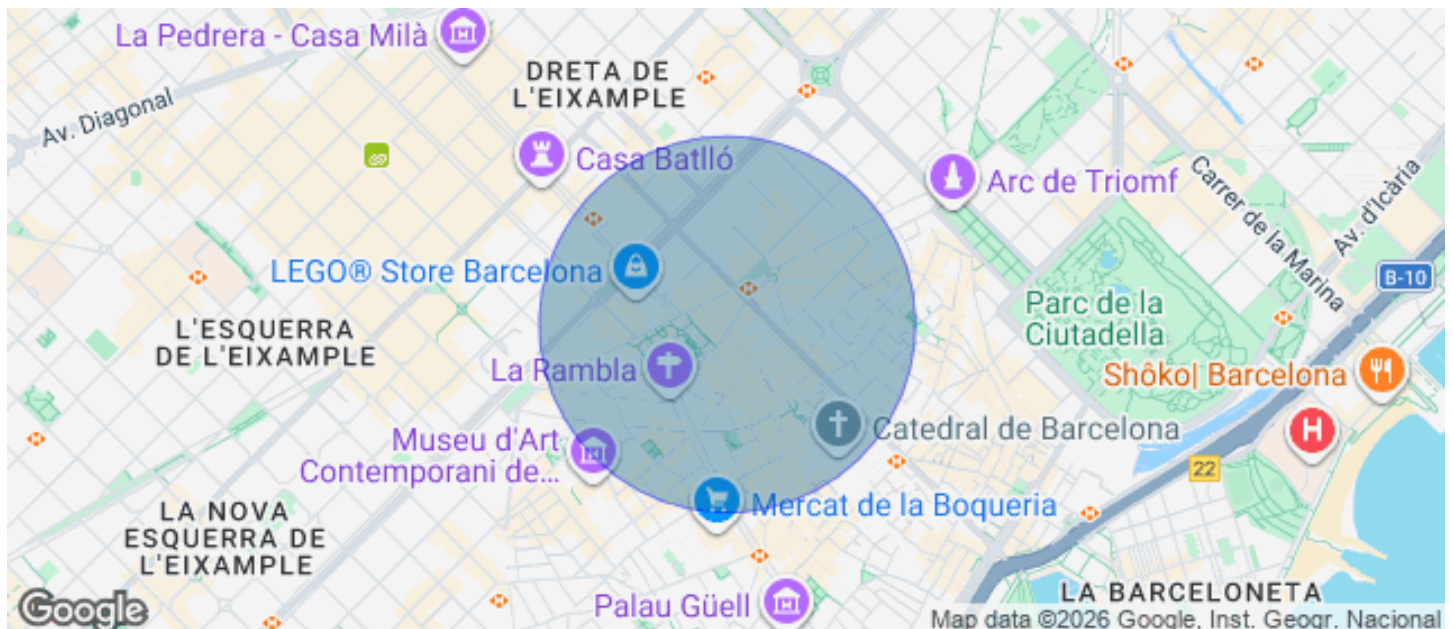 La Pedrera - Casa Milà
DRETA DE
L'EIXAMPLE
Av. Diagonal
Casa Batlló
Arc de Triomf
Carrer de la Marina
Av. d'Icària
LEGO® Store Barcelona
B-10
L'ESQUERRA
DE L'EIXAMPLE
Parc de la
Ciutadella
La Rambla
Shôko| Barcelona
H
Museu d'Art
Contemporani de...
Catedral de Barcelona
22
LA NOVA
ESQUERRA DE
L'EIXAMPLE
Mercat de la Boqueria
Palau Güell
LA BARCELONETA
Google
Map data ©2026 Google, Inst. Geogr. Nacional